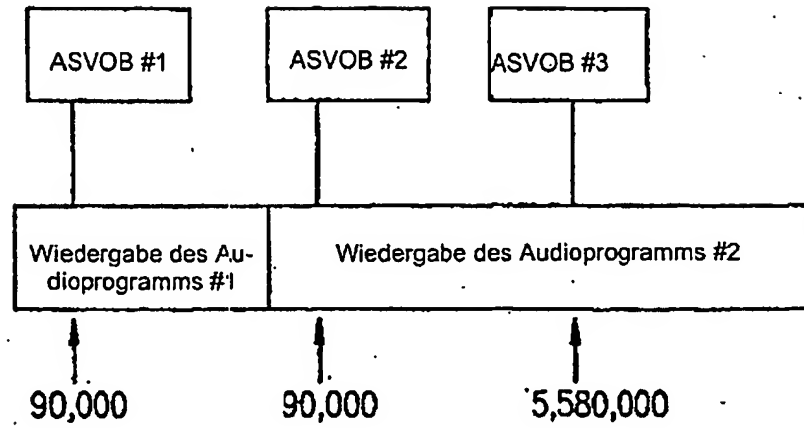 ASVOB #1
ASVOB #2
ASVOB #3
Wiedergabe des Au-
dioprogramms #1
Wiedergabe des Audioprogramms #2
90,000
90,000
5,580,000